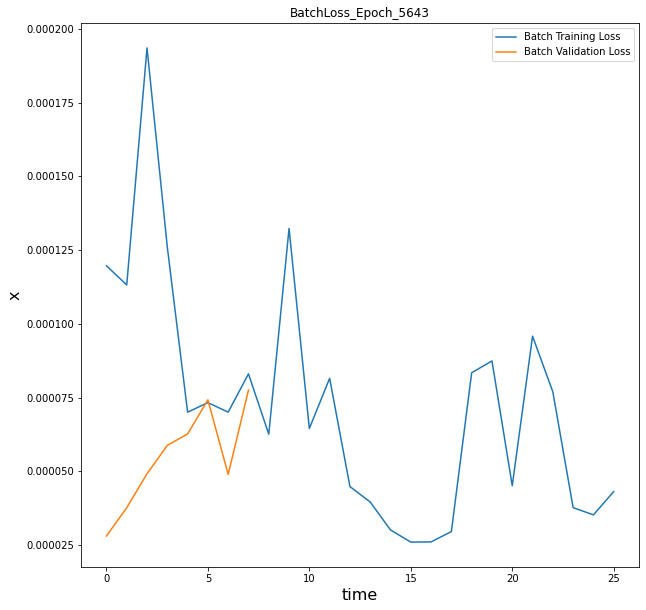 BatchLoss_Epoch_5643
Batch Training Loss
Batch Validation Loss
0.000200
0.000175
0.000150
0.000125
0.000100
0.000075
0.000050
0.000025
x
0 5 10 15 20 25
time